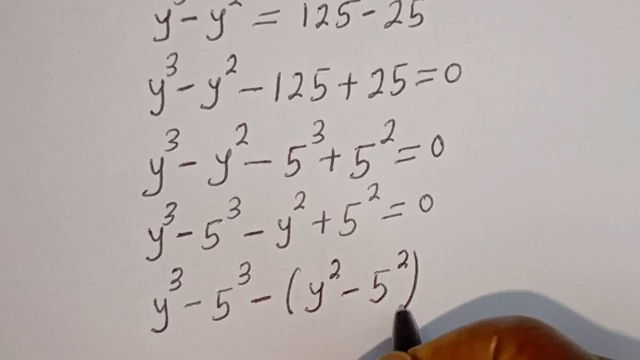 y³ - y² = 125 - 25
y³ - y² - 125 + 25 = 0
y³ - y² - 5³ + 5² = 0
y³ - 5³ - y² + 5² = 0
y³ - 5³ - (y² - 5²)